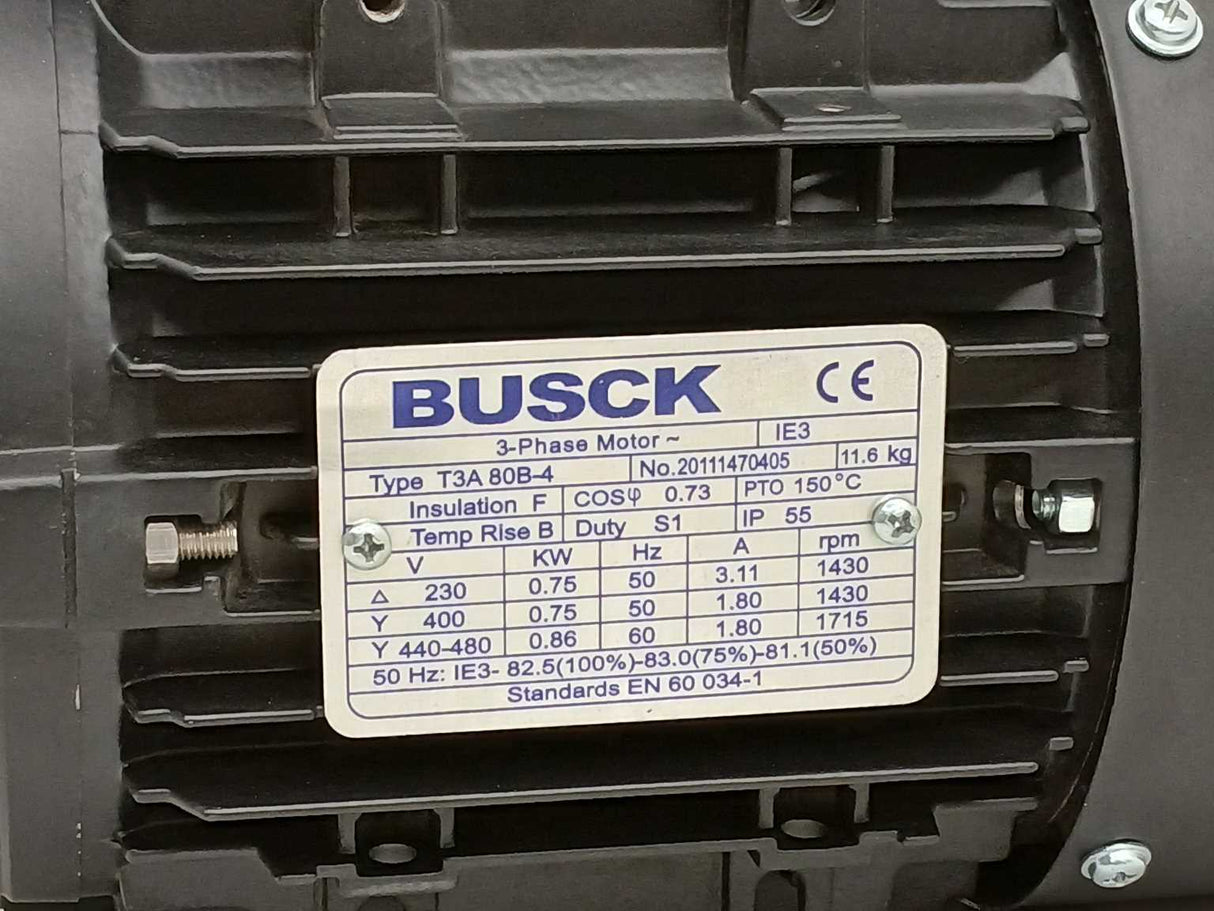 BUSCK CE
3-Phase Motor ~ IE3
Type T3A 80B-4 No.20111470405 11.6 kg
Insulation F COSφ 0.73 PTO 150°C
Temp Rise B Duty S1 IP 55
V KW Hz A rpm
△ 230 0.75 50 3.11 1430
Y 400 0.75 50 1.80 1430
Y 440-480 0.86 60 1.80 1715
50 Hz: IE3- 82.5(100%)-83.0(75%)-81.1(50%)
Standards EN 60 034-1